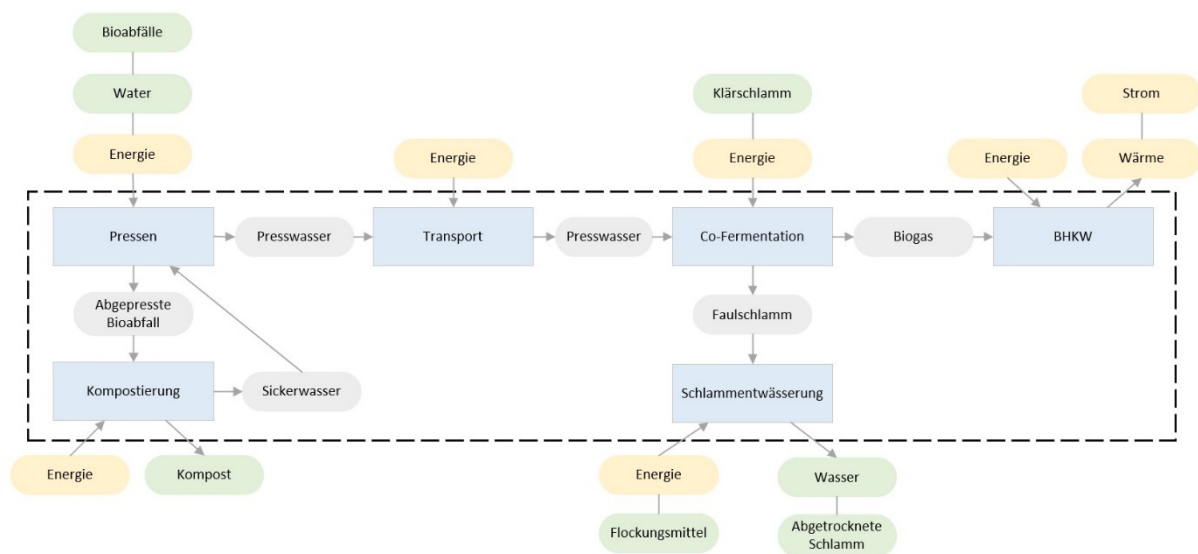 Bioabfälle
Water
Klärschlamm
Strom
Energie
Energie
Energie
Energie
Wärme
Pressen
Presswasser
Transport
Presswasser
Co-Fermentation
Biogas
BHKW
Abgepresste
Bioabfall
Faulschlamm
Kompostierung
Sickerwasser
Schlammentwässerung
Energie
Kompost
Energie
Wasser
Flockungsmittel
Abgetrocknete
Schlamm